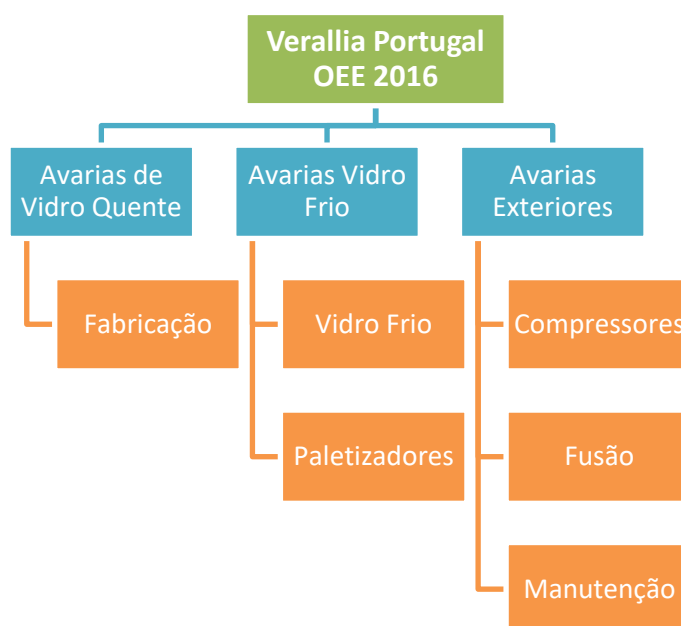 Verallia Portugal
OEE 2016
Avarias de
Vidro Quente
Avarias Vidro
Frio
Avarias
Exteriores
Fabricação
Vidro Frio
Compressores
Paletizadores
Fusão
Manutenção